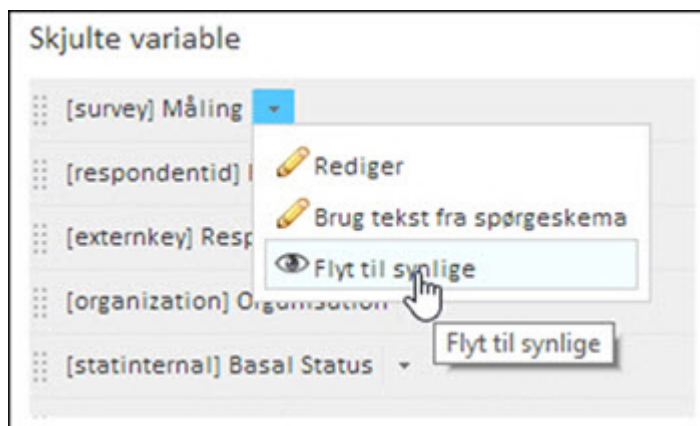 Skjulte variable
[survey] Måling
Rediger
[respondentid]
Brug tekst fra spørgeskema
[externkey] Resp
Flyt til synlige
[organization] Organisation
Flyt til synlige
[statinternal] Basal Status